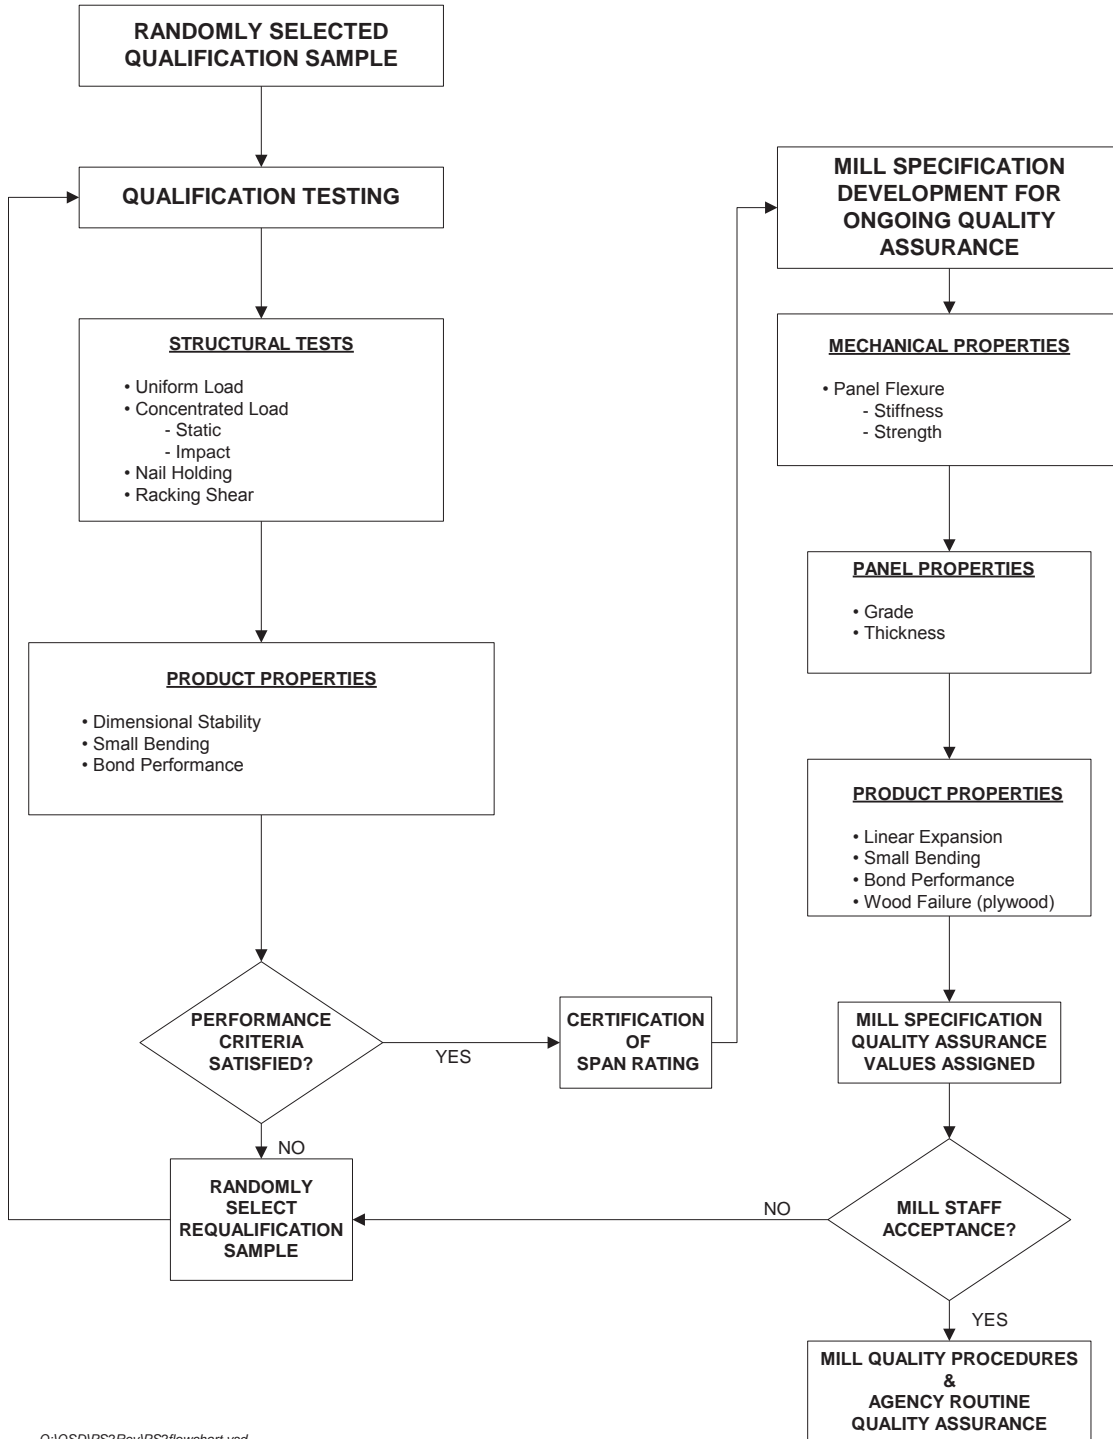 RANDOMLY SELECTED
QUALIFICATION SAMPLE
QUALIFICATION TESTING
STRUCTURAL TESTS
• Uniform Load
• Concentrated Load
- Static
- Impact
• Nail Holding
• Racking Shear
PRODUCT PROPERTIES
• Dimensional Stability
• Small Bending
• Bond Performance
PERFORMANCE
CRITERIA
SATISFIED?
YES
NO
CERTIFICATION
OF
SPAN RATING
RANDOMLY
SELECT
REQUALIFICATION
SAMPLE
MILL SPECIFICATION
DEVELOPMENT FOR
ONGOING QUALITY
ASSURANCE
MECHANICAL PROPERTIES
• Panel Flexure
- Stiffness
- Strength
PANEL PROPERTIES
• Grade
• Thickness
PRODUCT PROPERTIES
• Linear Expansion
• Small Bending
• Bond Performance
• Wood Failure (plywood)
MILL SPECIFICATION
QUALITY ASSURANCE
VALUES ASSIGNED
MILL STAFF
ACCEPTANCE?
NO
YES
MILL QUALITY PROCEDURES
&
AGENCY ROUTINE
QUALITY ASSURANCE